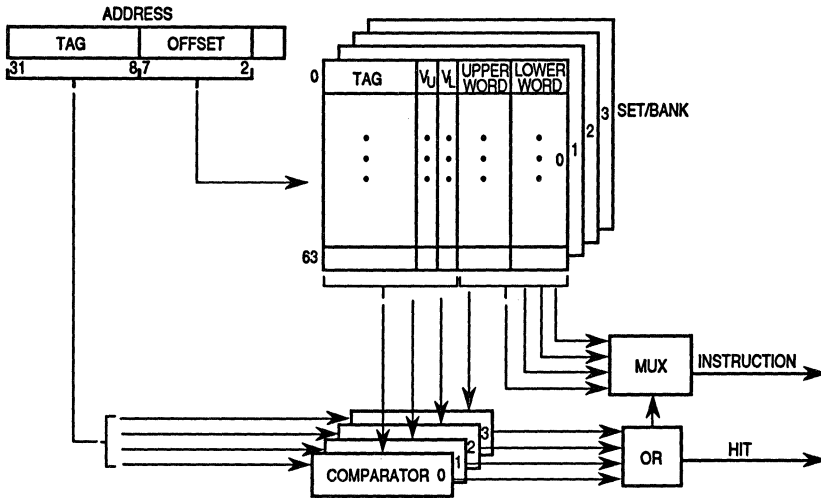 ADDRESS
TAG OFFSET
31 8 7 2
0 TAG VU VL UPPER WORD LOWER WORD
0 1 2 3 SET/BANK
63
MUX INSTRUCTION
COMPARATOR 0 1 2 3
OR HIT